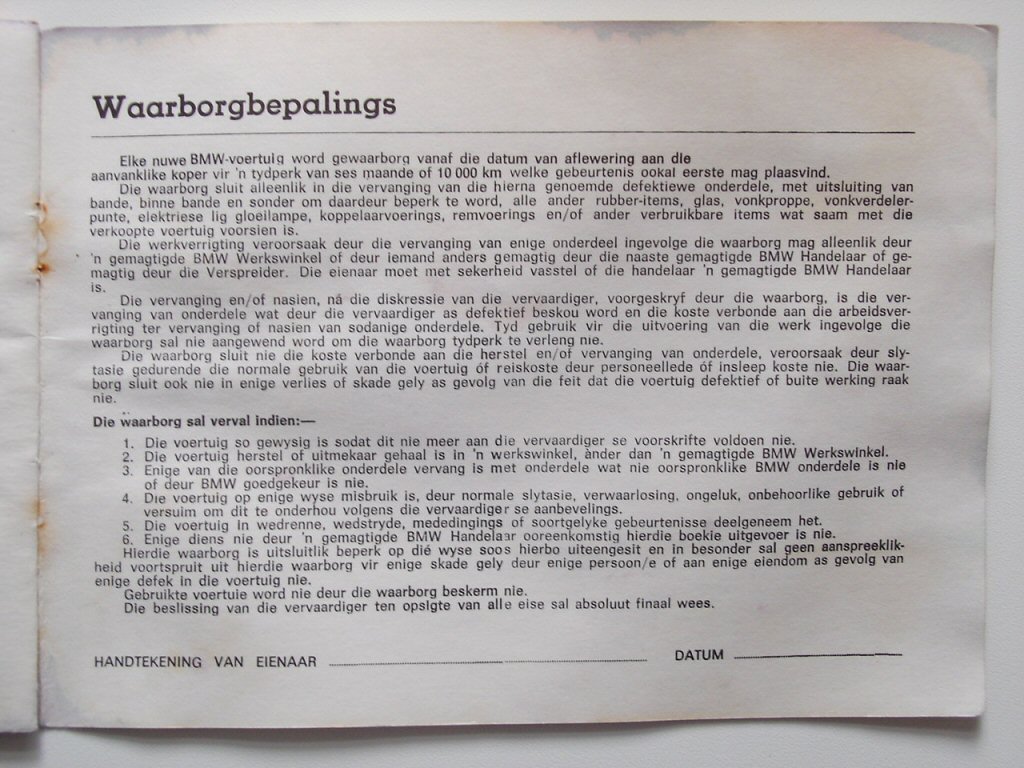 Waarborgbepalings
Elke nuwe BMW-voertuig word gewaarborg vanaf die datum van aflewering aan die
aanvanklike koper vir 'n tydperk van ses maande of 10 000 km welke gebeurtenis ookal eerste mag plaasvind.
Die waarborg sluit alleenlik in die vervanging van die hierna genoemde defektiewe onderdele, met uitsluiting van
bande, binne bande en sonder om daardeur beperk te word, alle ander rubber-items, glas, vonkproppe, vonkverdeler-
punte, elektriese lig gloeilampe, koppelaarvoerings, remvoerings en/of ander verbruikbare items wat saam met die
verkoopte voertuig voorsien is.
Die werkverrigting veroorsaak deur die vervanging van enige onderdeel ingevolge die waarborg mag alleenlik deur
'n gemagtigde BMW Werkswinkel of deur iemand anders gemagtig deur die naaste gemagtigde BMW Handelaar of ge-
magtig deur die Verspreider. Die eienaar moet met sekerheid vasstel of die handelaar 'n gemagtigde BMW Handelaar
is.
Die vervanging en/of nasien, ná die diskressie van die vervaardiger, voorgeskryf deur die waarborg, is die ver-
vanging van onderdele wat deur die vervaardiger as defektief beskou word en die koste verbonde aan die arbeidsver-
rigting ter vervanging of nasien van sodanige onderdele. Tyd gebruik vir die uitvoering van die werk ingevolge die
waarborg sal nie aangewend word om die waarborg tydperk te verleng nie.
Die waarborg sluit nie die koste verbonde aan die herstel en/of vervanging van onderdele, veroorsaak deur sly-
tasie gedurende die normale gebruik van die voertuig óf reiskoste deur personeellede óf insleep koste nie. Die waar-
borg sluit ook nie in enige verlies of skade gely as gevolg van die feit dat die voertuig defektief of buite werking raak
nie.
Die waarborg sal verval indien:—
1. Die voertuig so gewysig is sodat dit nie meer aan die vervaardiger se voorskrifte voldoen nie.
2. Die voertuig herstel of uitmekaar gehaal is in 'n werkswinkel, ànder dan 'n gemagtigde BMW Werkswinkel.
3. Enige van die oorspronklike onderdele vervang is met onderdele wat nie oorspronklike BMW onderdele is nie
of deur BMW goedgekeur is nie.
4. Die voertuig op enige wyse misbruik is, deur normale slytasie, verwaarlosing, ongeluk, onbehoorlike gebruik of
versuim om dit te onderhou volgens die vervaardiger se aanbevelings.
5. Die voertuig in wedrenne, wedstryde, mededingings of soortgelyke gebeurtenisse deelgeneem het.
6. Enige diens nie deur 'n gemagtigde BMW Handelaar ooreenkomstig hierdie boekie uitgevoer is nie.
Hierdie waarborg is uitsluitlik beperk op dié wyse soos hierbo uiteengesit en in besonder sal geen aanspreeklik-
heid voortspruit uit hierdie waarborg vir enige skade gely deur enige persoon/e of aan enige eiendom as gevolg van
enige defek in die voertuig nie.
Gebruikte voertuie word nie deur die waarborg beskerm nie.
Die beslissing van die vervaardiger ten opsigte van alle eise sal absoluut finaal wees.
HANDTEKENING VAN EIENAAR DATUM